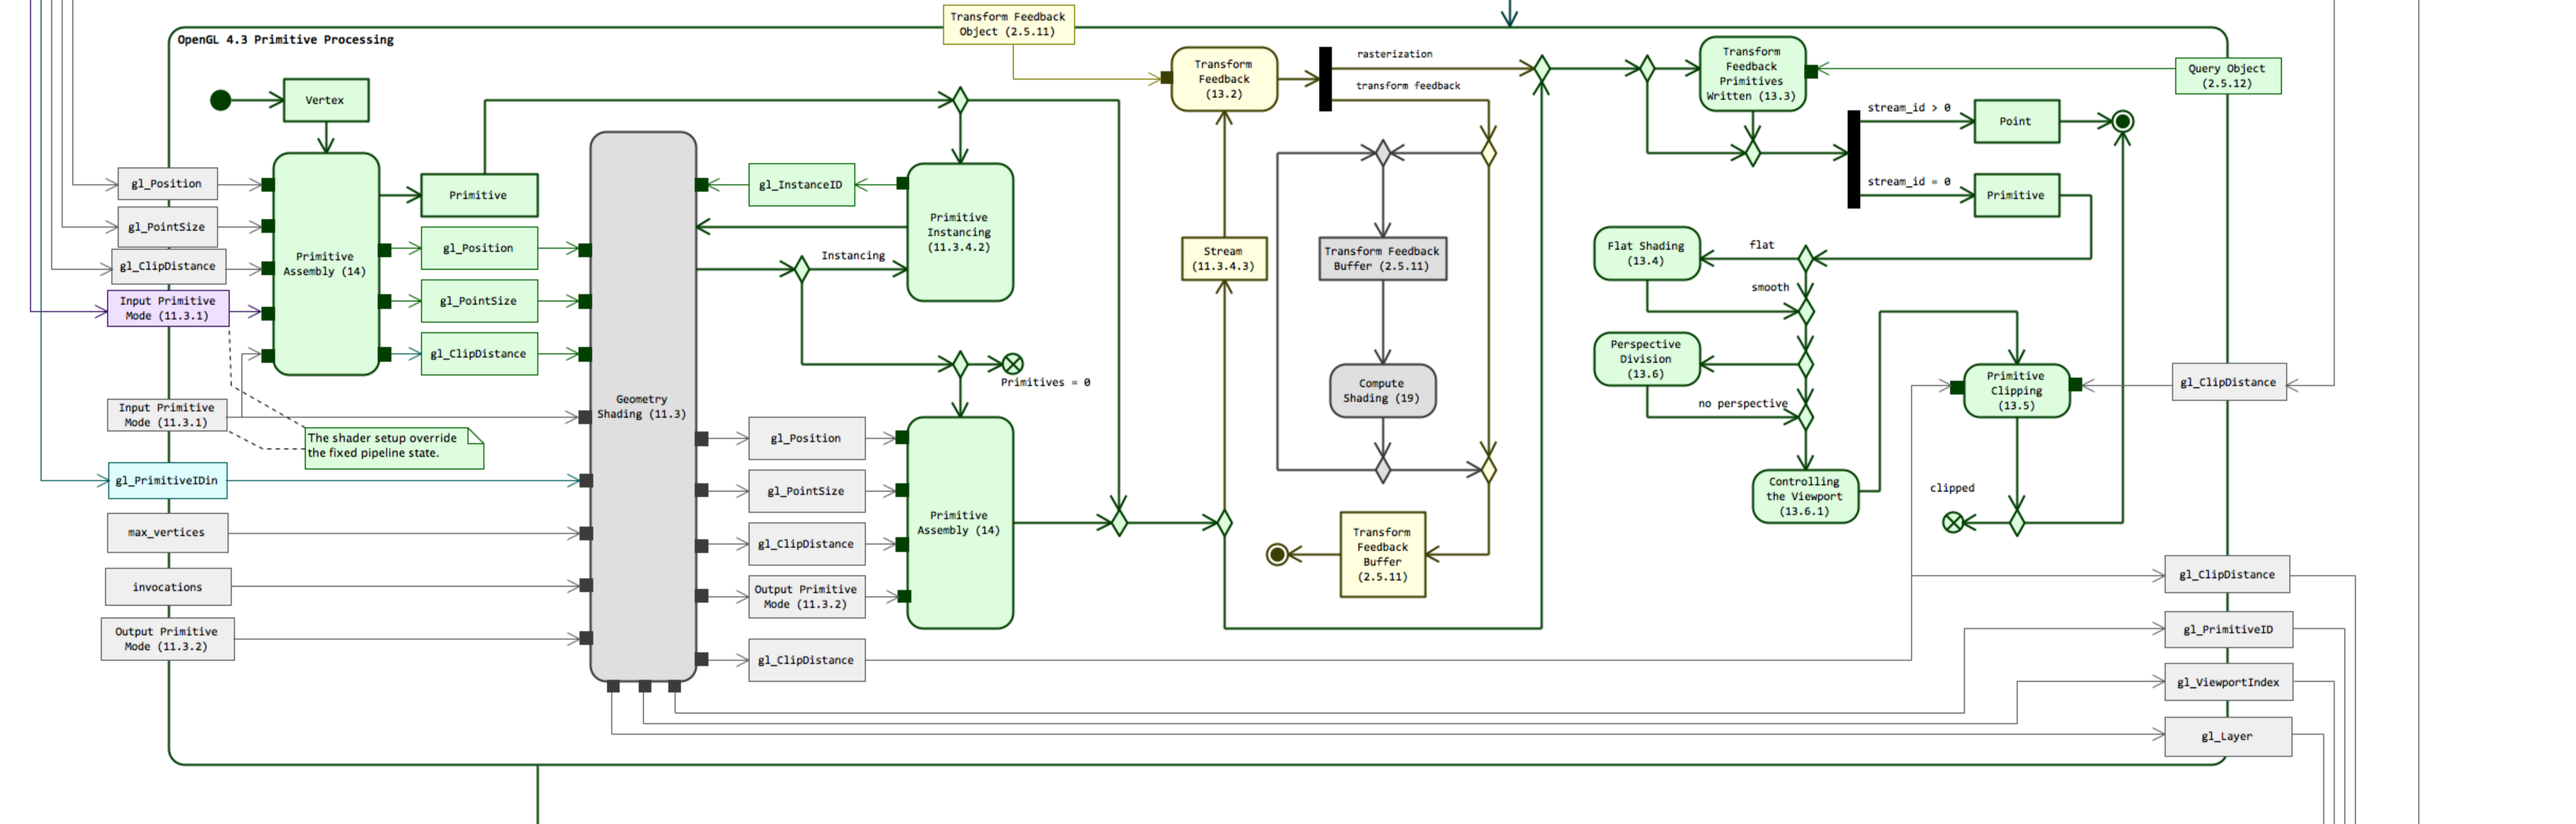 Transform Feedback
Object (2.5.11)
OpenGL 4.3 Primitive Processing
Vertex
gl_Position
gl_PointSize
gl_ClipDistance
Input Primitive
Mode (11.3.1)
Input Primitive
Mode (11.3.1)
The shader setup override
the fixed pipeline state.
gl_PrimitiveIDin
max_vertices
invocations
Output Primitive
Mode (11.3.2)
Primitive
Assembly (14)
Primitive
gl_Position
gl_PointSize
gl_ClipDistance
Geometry
Shading (11.3)
gl_InstanceID
Primitive
Instancing
(11.3.4.2)
Instancing
Primitives = 0
gl_Position
gl_PointSize
gl_ClipDistance
Output Primitive
Mode (11.3.2)
gl_ClipDistance
Primitive
Assembly (14)
Transform
Feedback
(13.2)
Stream
(11.3.4.3)
rasterization
transform feedback
Transform Feedback
Buffer (2.5.11)
Compute
Shading (19)
Transform
Feedback
Buffer
(2.5.11)
Transform
Feedback
Primitives
Written (13.3)
Query Object
(2.5.12)
stream_id > 0
Point
stream_id = 0
Primitive
Flat Shading
(13.4)
flat
smooth
Perspective
Division
(13.6)
no perspective
Controlling
the Viewport
(13.6.1)
Primitive
Clipping
(13.5)
clipped
gl_ClipDistance
gl_ClipDistance
gl_PrimitiveID
gl_ViewportIndex
gl_Layer